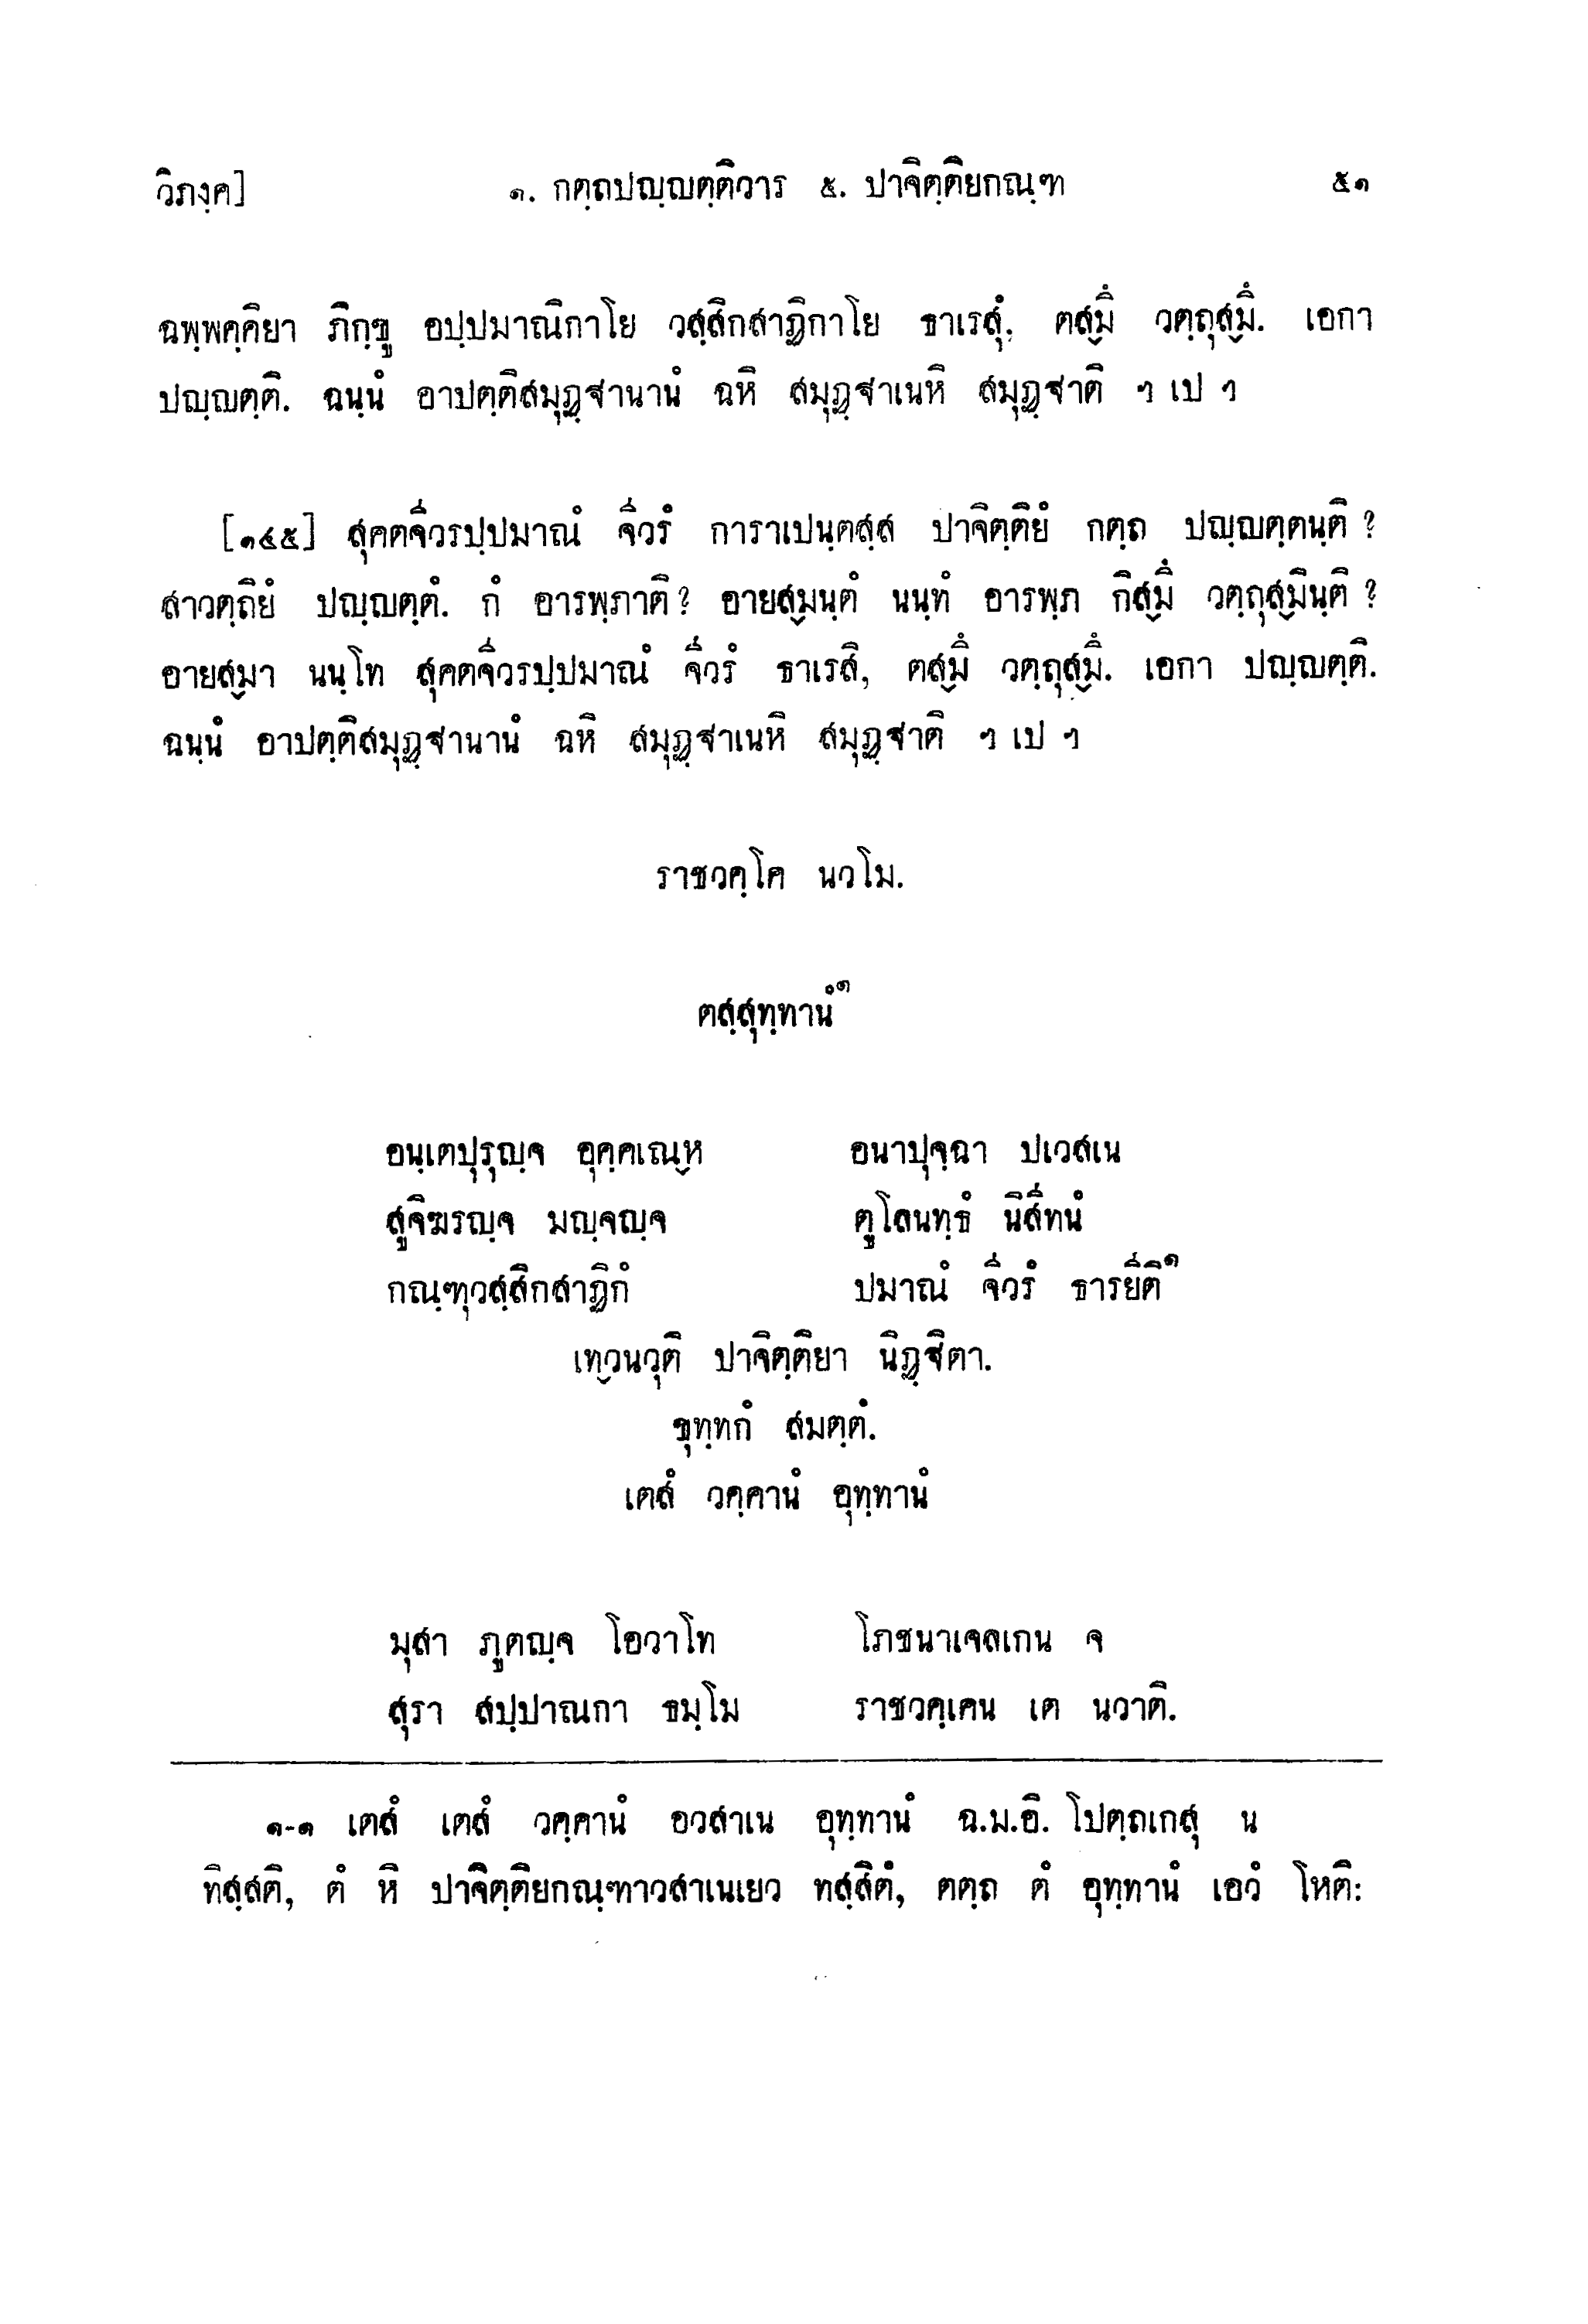 วิภงฺค]	๑. กตฺถปญฺญตฺติวาร ๕. ปาจิตฺติยกณฺฑ	๕๑
ฉพฺพคฺคิยา ภิกฺขู อปฺปมาณิกาโย วสฺสิกสาฏิกาโย ธาเรสุํ, ตสฺมึ วตฺถุสฺมึ. เอกา
ปญฺญตฺติ. ฉนฺนํ อาปตฺติสมุฏฺฐานานํ ฉหิ สมุฏฺฐาเนหิ สมุฏฺฐาติ ฯ เป ฯ
[๑๔๕] สุคตจีวรปฺปมาณํ จีวรํ การาเปนฺตสฺส ปาจิตฺติยํ กตฺถ ปญฺญตฺตนฺติ ?
สาวตฺถิยํ ปญฺญตฺตํ. กํ อารพฺภาติ ? อายสฺมนฺตํ นนฺทํ อารพฺภ กิสฺมึ วตฺถุสฺมินฺติ ?
อายสฺมา นนฺโท สุคตจีวรปฺปมาณํ จีวรํ ธาเรสิ, ตสฺมึ วตฺถุสฺมึ. เอกา ปญฺญตฺติ.
ฉนฺนํ อาปตฺติสมุฏฺฐานานํ ฉหิ สมุฏฺฐาเนหิ สมุฏฺฐาติ ฯ เป ฯ
ราชวคฺโค นวโม.
ตสฺสุทฺทานํ๑
อนฺเตปุรญฺจ อุคฺคเณฺห	อนาปุจฺฉา ปเวสเน
สูจิฆรญฺจ มญฺจญฺจ	ตูโลนทฺธํ นิสีทนํ
กณฺฑุวสฺสิกสาฏิกํ	ปมาณํ จีวรํ ธารยีติ๑
เทฺวนวุติ ปาจิตฺติยา นิฏฺฐิตา.
ขุทฺทกํ สมตฺตํ.
เตสํ วคฺคานํ อุทฺทานํ
มุสา ภูตญฺจ โอวาโท	โภชนาเจลเกน จ
สุรา สปฺปาณกา ธมฺโม	ราชวคฺเคน เต นวาติ.
๑-๑ เตสํ เตสํ วคฺคานํ อวสาเน อุทฺทานํ ฉ.ม.อิ. โปตฺถเกสุ น
ทิสฺสติ, ตํ หิ ปาจิตฺติยกณฺฑาวสาเนเยว ทสฺสิตํ, ตตฺถ ตํ อุทฺทานํ เอวํ โหติ: